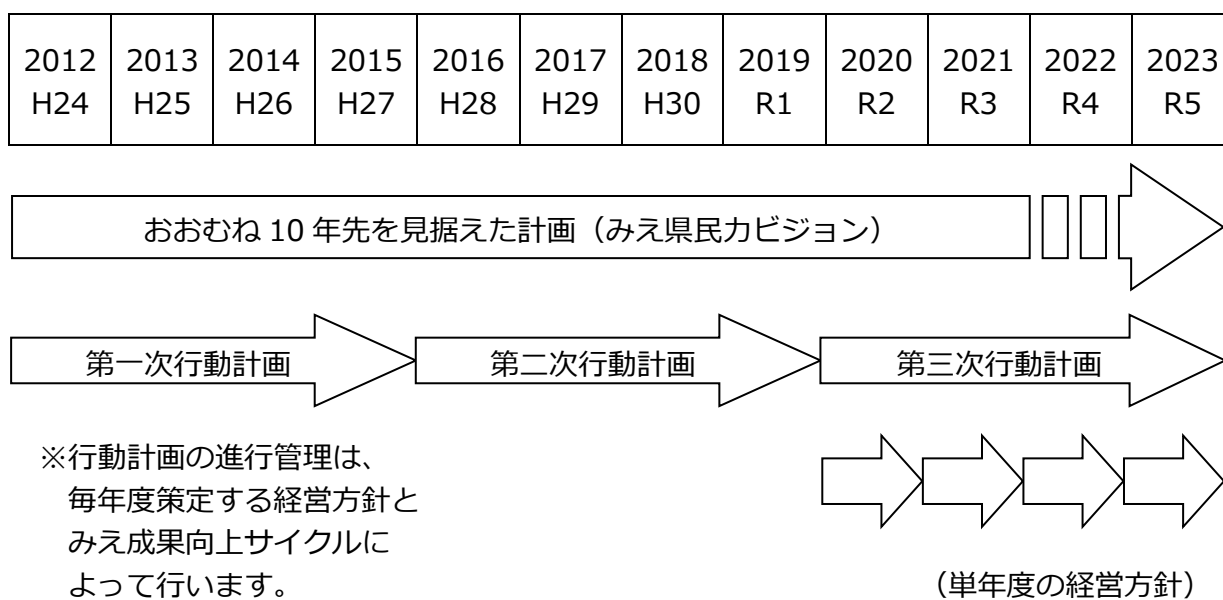 2012 2013 2014 2015 2016 2017 2018 2019 2020 2021 2022 2023
H24 H25 H26 H27 H28 H29 H30 R1 R2 R3 R4 R5
おおむね 10 年先を見据えた計画（みえ県民力ビジョン）
第一次行動計画 第二次行動計画 第三次行動計画
※行動計画の進行管理は、
毎年度策定する経営方針と
みえ成果向上サイクルに
よって行います。
（単年度の経営方針）